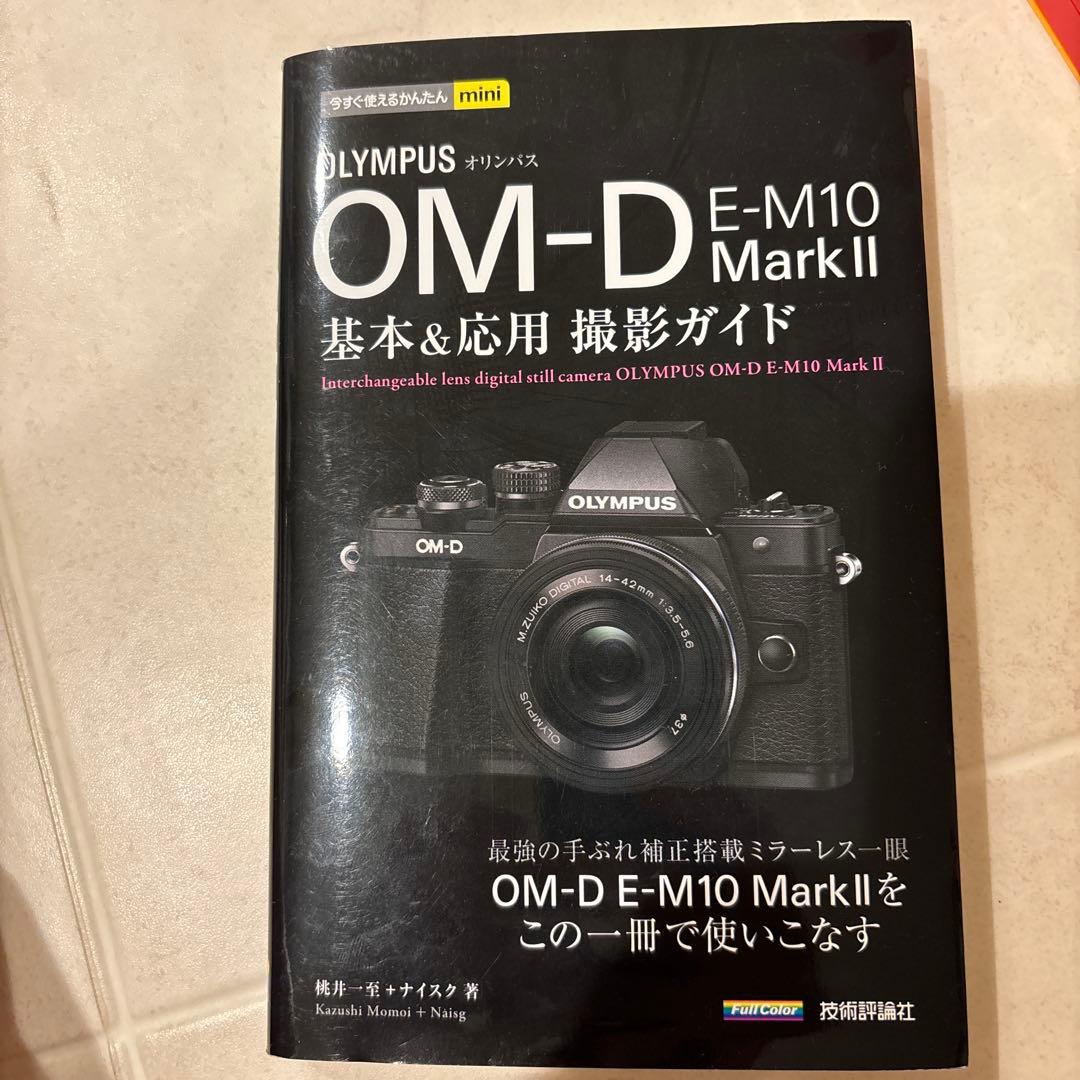 今すぐ使えるかんたん mini
OLYMPUS オリンパス
OM-D E-M10 Mark II
基本&応用 撮影ガイド
Interchangeable lens digital still camera OLYMPUS OM-D E-M10 Mark II
OLYMPUS
OM-D
M.ZUIKO DIGITAL 14-42mm 1:3.5-5.6
OLYMPUS
φ37
最強の手ぶれ補正搭載ミラーレス一眼
OM-D E-M10 Mark IIを
この一冊で使いこなす
桃井一至+ナイスク 著
Kazushi Momoi + Naisg
Full Color 技術評論社